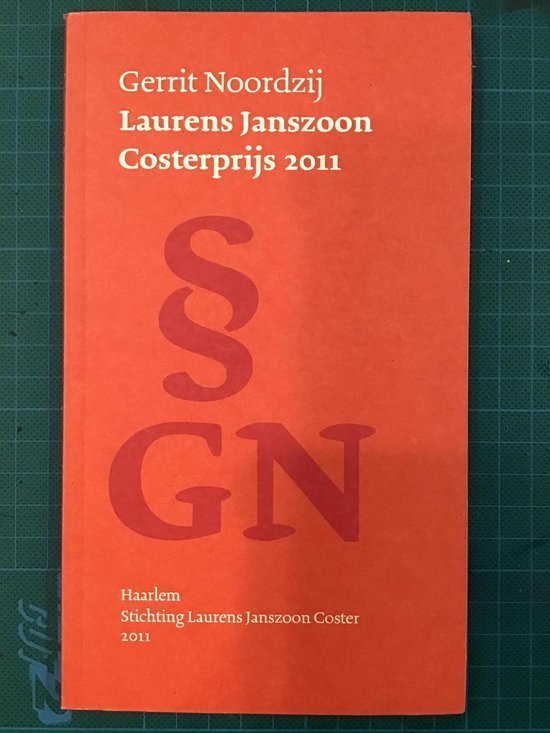 Gerrit Noordzij
Laurens Janszoon
Costerprijs 2011
§
GN
Haarlem
Stichting Laurens Janszoon Coster
2011